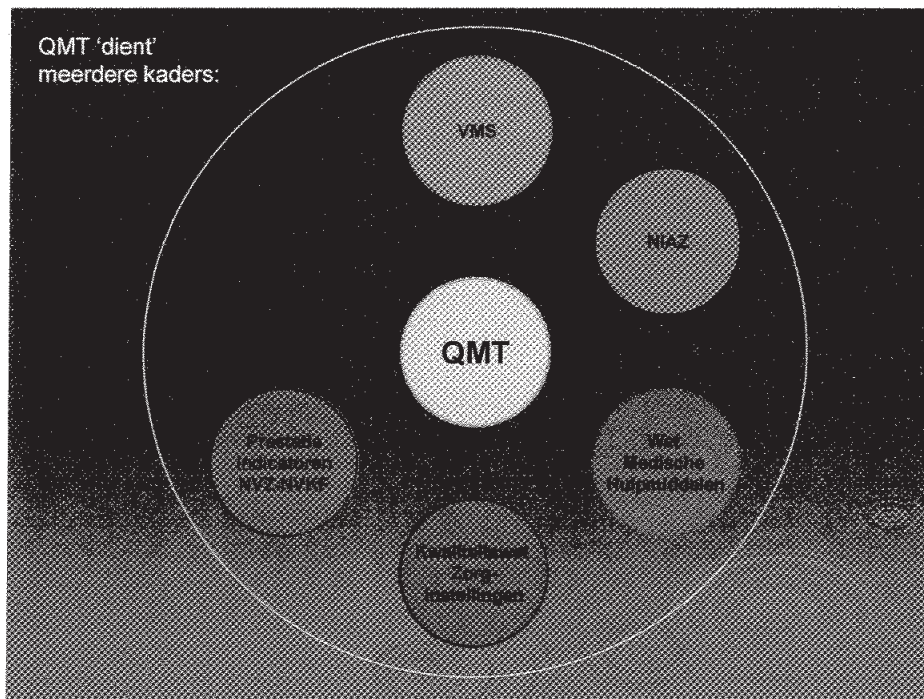 QMT 'dient'
meerdere kaders:
VMS
NIAZ
QMT
Prestatie
Indicatoren
NVZ-NVKF
Wet
Medische
Hulpmiddelen
Kwaliteitswet
Zorg-
instellingen